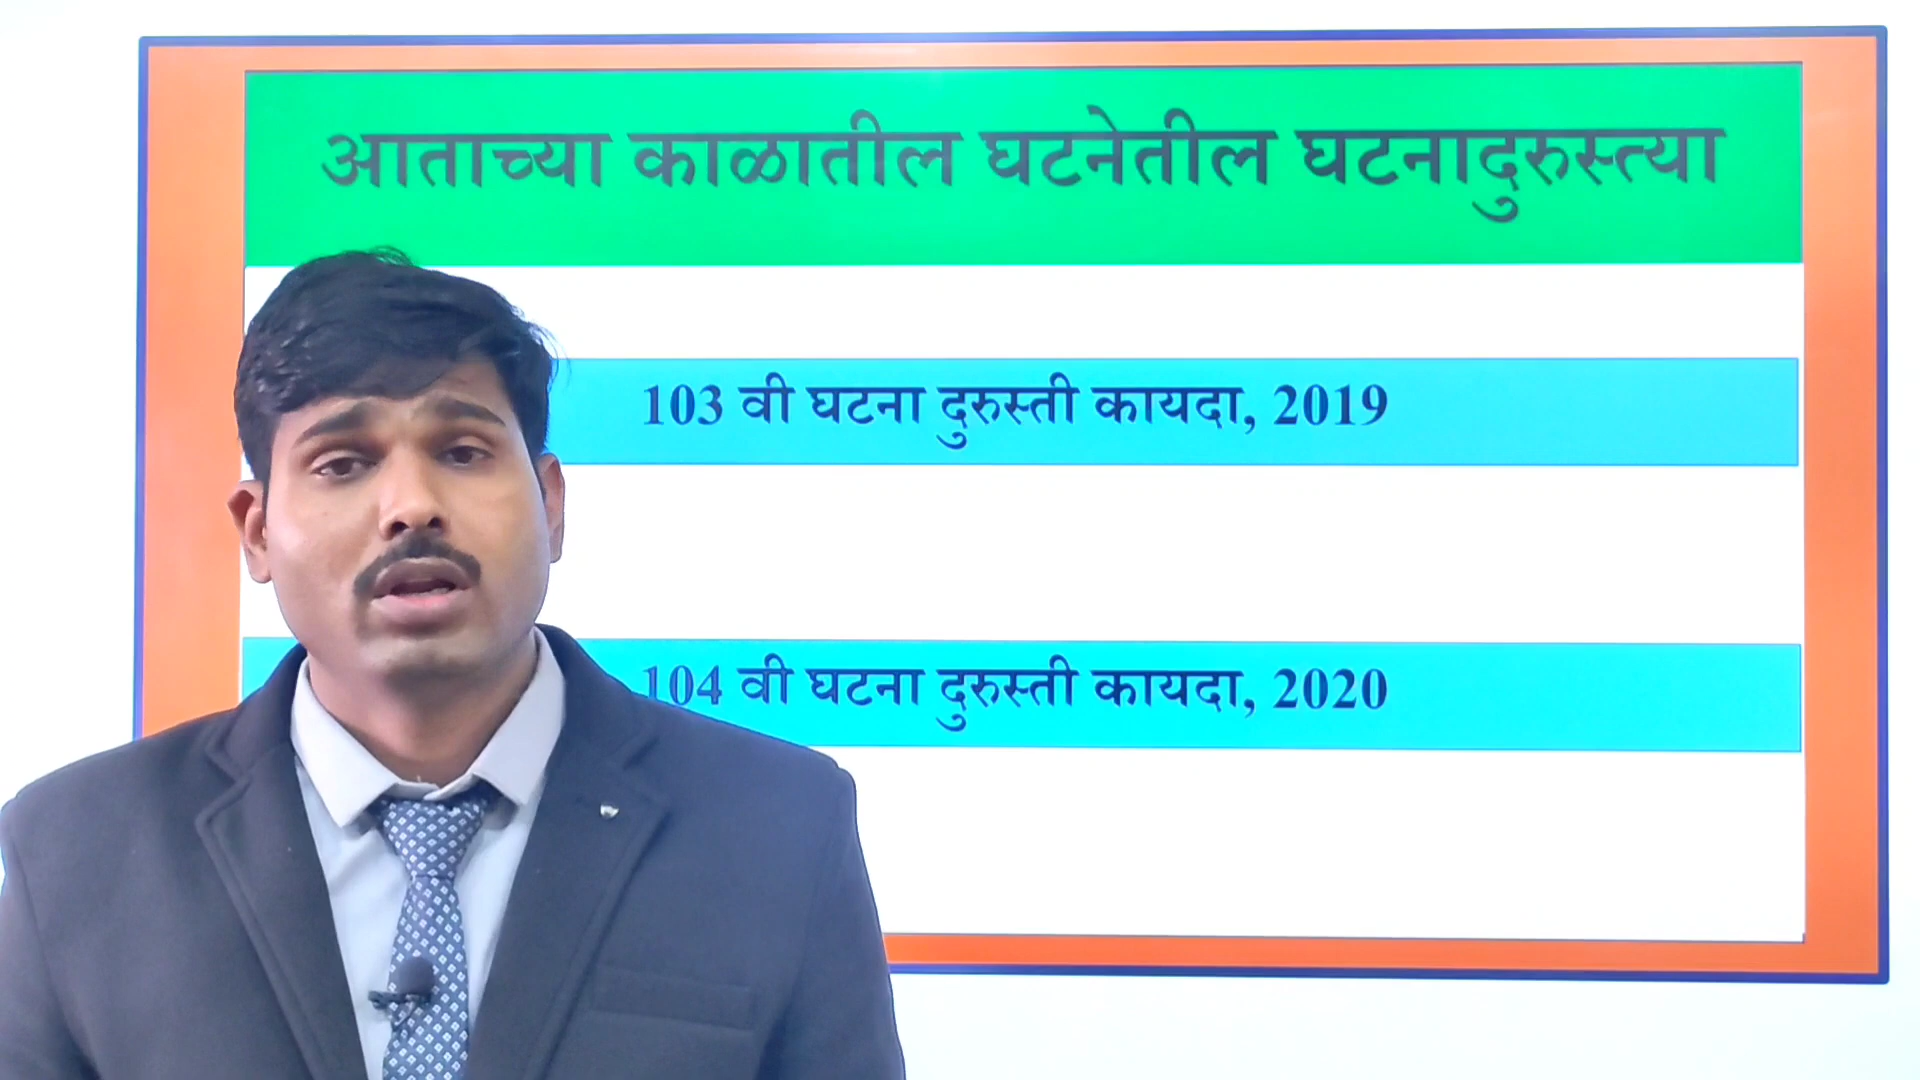 आताच्या काळातील घटनेतील घटनादुरुस्त्या
103 वी घटना दुरुस्ती कायदा, 2019
104 वी घटना दुरुस्ती कायदा, 2020